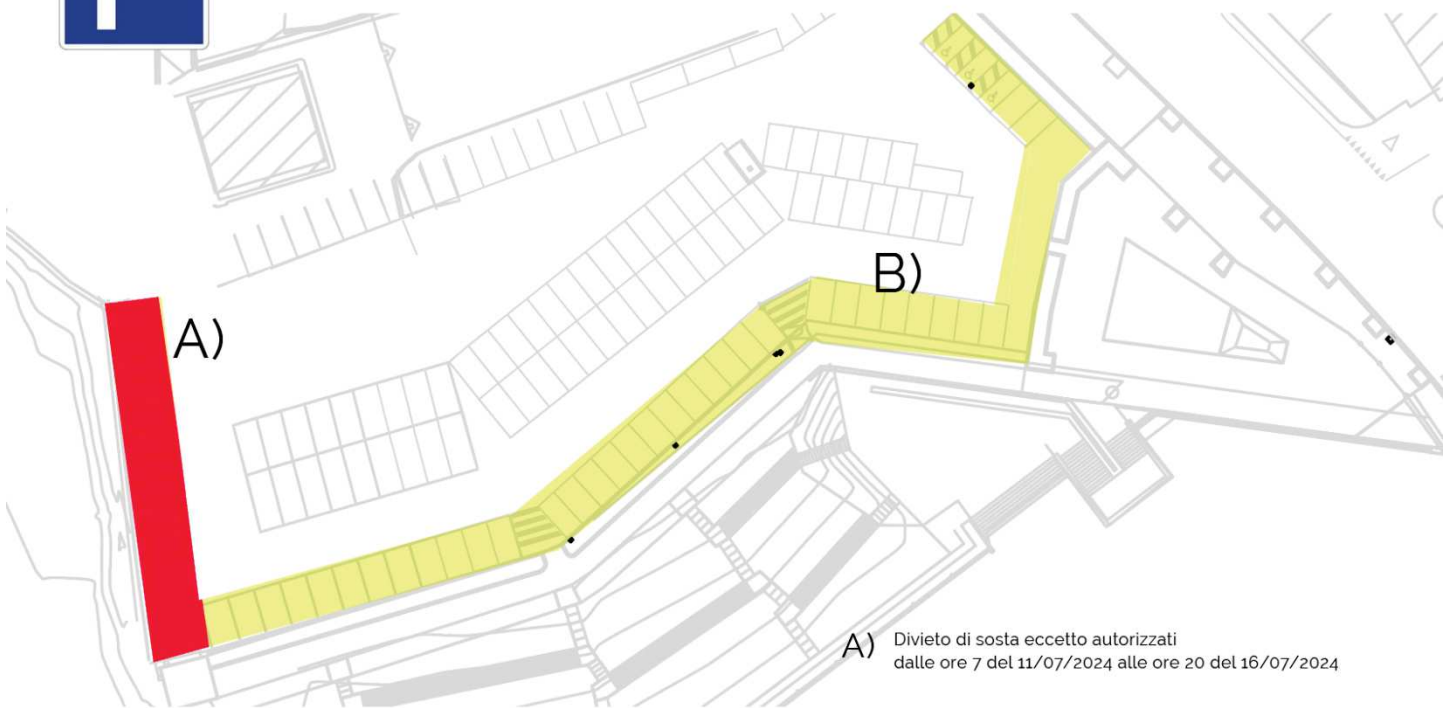 A)
B)
A) Divieto di sosta eccetto autorizzati
dalle ore 7 del 11/07/2024 alle ore 20 del 16/07/2024